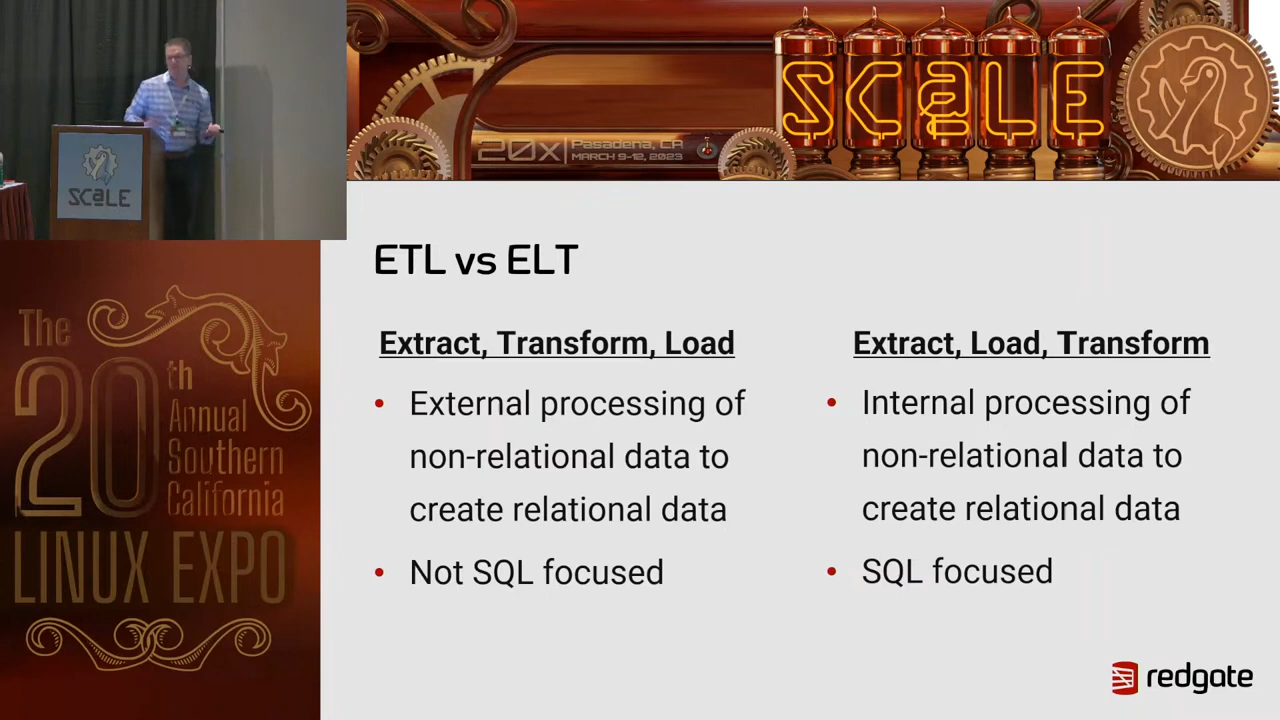 SCaLE
20x
Pasadena, CA
MARCH 9-12, 2023
SCaLE
The
20th
Annual
Southern
California
LINUX EXPO
ETL vs ELT
Extract, Transform, Load
• External processing of
non-relational data to
create relational data
• Not SQL focused
Extract, Load, Transform
• Internal processing of
non-relational data to
create relational data
• SQL focused
redgate